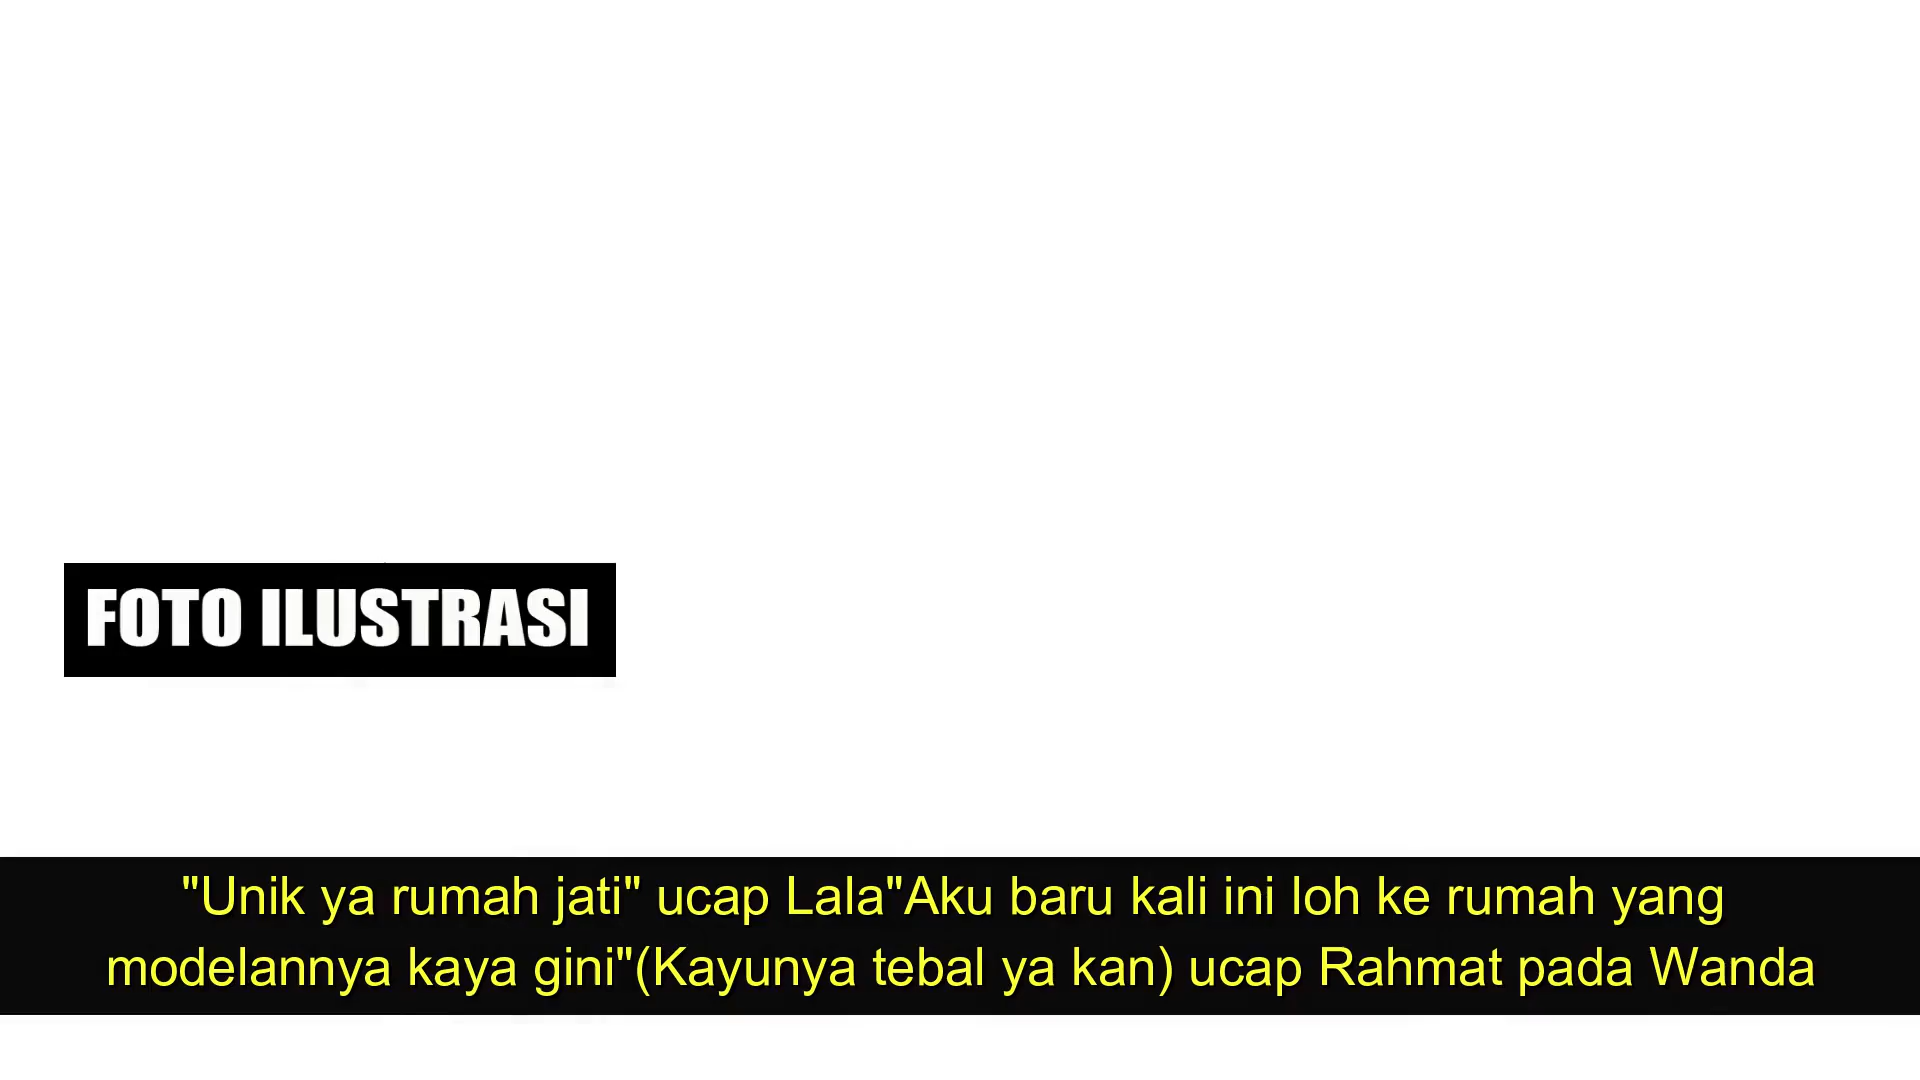 FOTO ILUSTRASI
"Unik ya rumah jati" ucap Lala"Aku baru kali ini loh ke rumah yang
modelannya kaya gini"(Kayunya tebal ya kan) ucap Rahmat pada Wanda